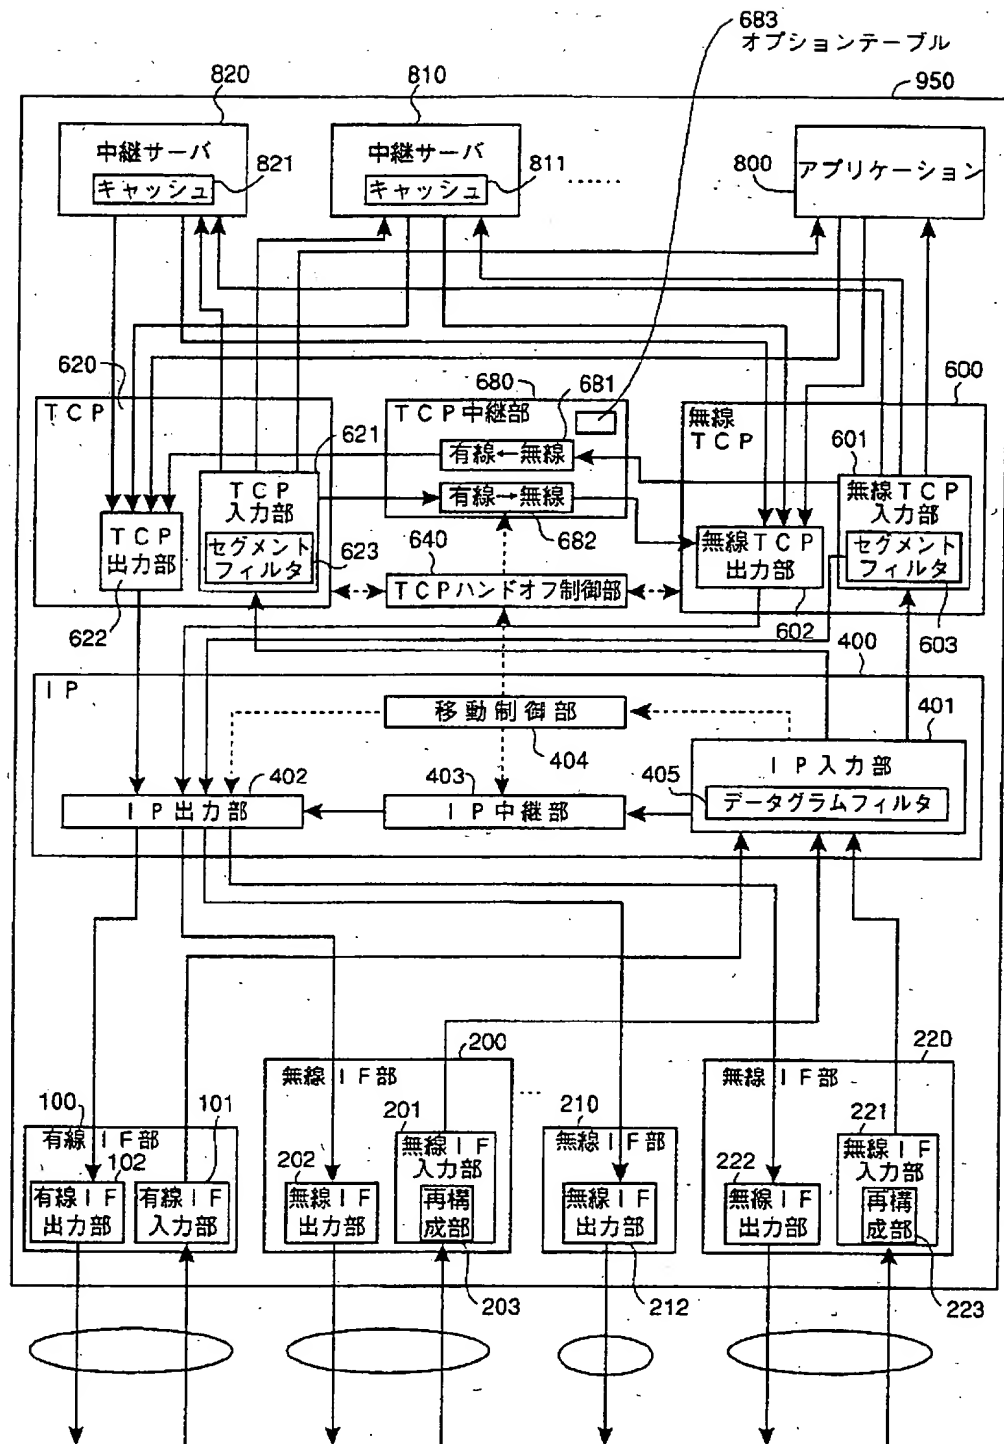 683
オプションテーブル
820
810
950
中継サーバ
キャッシュ
821
中継サーバ
キャッシュ
811
800
アプリケーション
620
TCP
680
681
TCP中継部
600
無線
TCP
621
有線←無線
601
TCP
入力部
セグメント
フィルタ
623
有線→無線
682
無線TCP
入力部
セグメント
フィルタ
TCP
出力部
640
TCPハンドオフ制御部
無線TCP
出力部
622
602
603
400
IP
移動制御部
404
401
IP入力部
405
データグラムフィルタ
402
IP出力部
403
IP中継部
200
無線IF部
220
無線IF部
100
有線IF部
101
102
有線IF
出力部
有線IF
入力部
201
202
無線IF
出力部
無線IF
入力部
再構
成部
203
210
無線IF部
無線IF
出力部
212
221
222
無線IF
出力部
無線IF
入力部
再構
成部
223